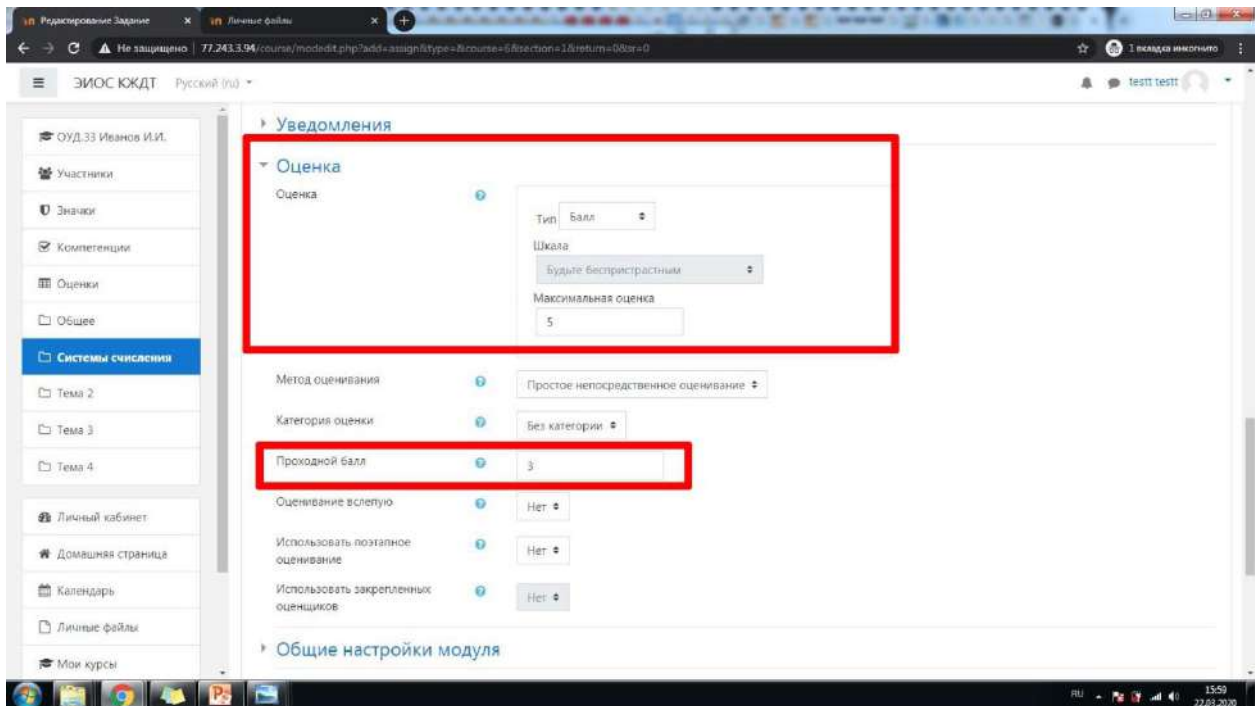 Редактирование Задание
Личные файлы
Не защищено | 77.243.3.94/course/modedit.php?add=assign&type=&course=6&section=1&return=0&sr=0
1 вкладка инкогнито
ЭИОС КЖДТ Русский (ru)
testt testt
ОУД.33 Иванов И.И.
Участники
Значки
Компетенции
Оценки
Общее
Системы счисления
Тема 2
Тема 3
Тема 4
Личный кабинет
Домашняя страница
Календарь
Личные файлы
Мои курсы
Уведомления
Оценка
Оценка
Тип Балл
Шкала
Будьте беспристрастным
Максимальная оценка
5
Метод оценивания
Простое непосредственное оценивание
Категория оценки
Без категории
Проходной балл
3
Оценивание вслепую
Нет
Использовать поэтапное
оценивание
Нет
Использовать закрепленных
оценщиков
Нет
Общие настройки модуля
RU
15:59
22.03.2020